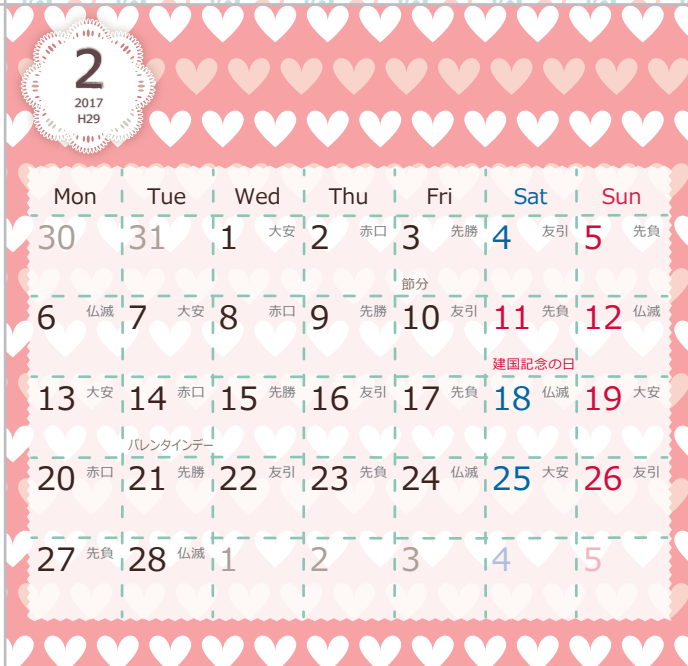 2
2017
H29
Mon Tue Wed Thu Fri Sat Sun
30 31 1 大安 2 赤口 3 先勝 4 友引 5 先負
節分
6 仏滅 7 大安 8 赤口 9 先勝 10 友引 11 先負 12 仏滅
建国記念の日
13 大安 14 赤口 15 先勝 16 友引 17 先負 18 仏滅 19 大安
バレンタインデー
20 赤口 21 先勝 22 友引 23 先負 24 仏滅 25 大安 26 友引
27 先負 28 仏滅 1 2 3 4 5